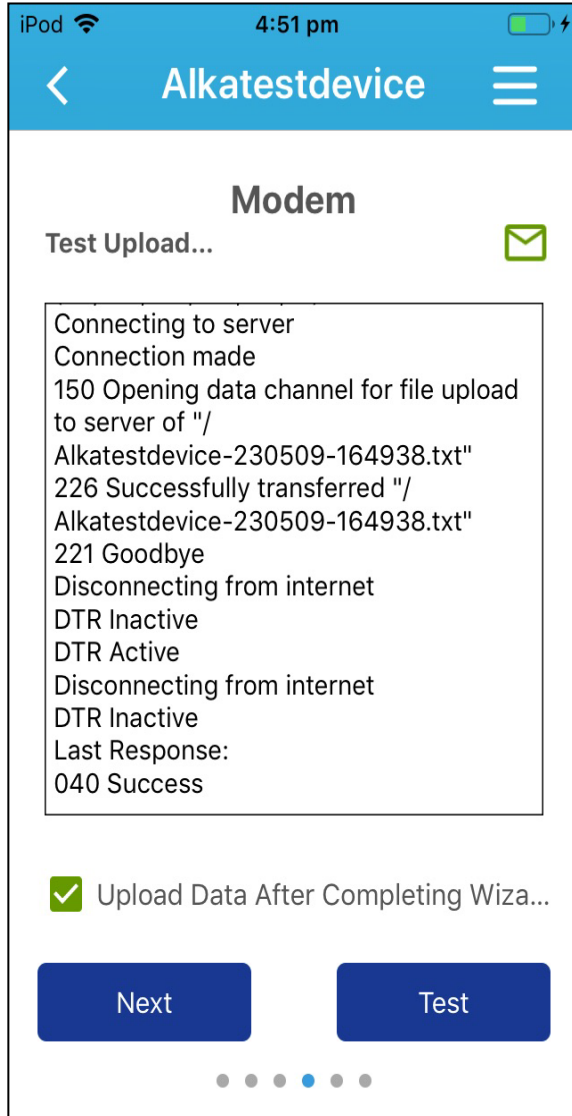 iPod 4:51 pm
Alkatestdevice
Modem
Test Upload...
Connecting to server
Connection made
150 Opening data channel for file upload
to server of "/
Alkatestdevice-230509-164938.txt"
226 Successfully transferred "/
Alkatestdevice-230509-164938.txt"
221 Goodbye
Disconnecting from internet
DTR Inactive
DTR Active
Disconnecting from internet
DTR Inactive
Last Response:
040 Success
Upload Data After Completing Wiza...
Next Test